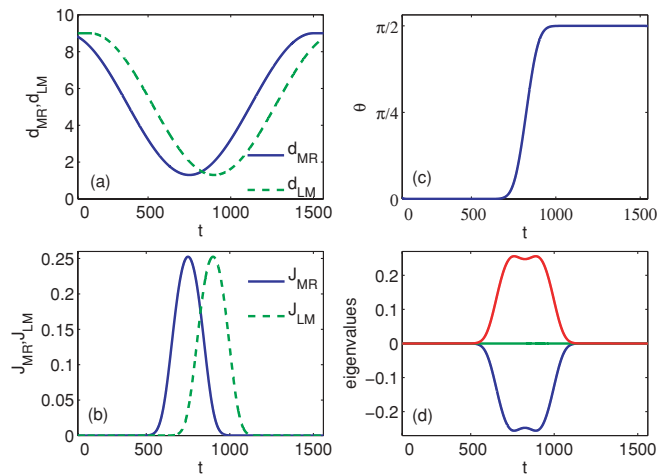 10
8
6
4
2
0
d_MR,d_LM
d_MR
d_LM
(a)
0
500
1000
1500
t
π/2
π/4
0
θ
(c)
0
500
1000
1500
t
0.25
0.2
0.15
0.1
0.05
0
J_MR,J_LM
J_MR
J_LM
(b)
0
500
1000
1500
t
0.2
0.1
0
−0.1
−0.2
eigenvalues
(d)
0
500
1000
1500
t